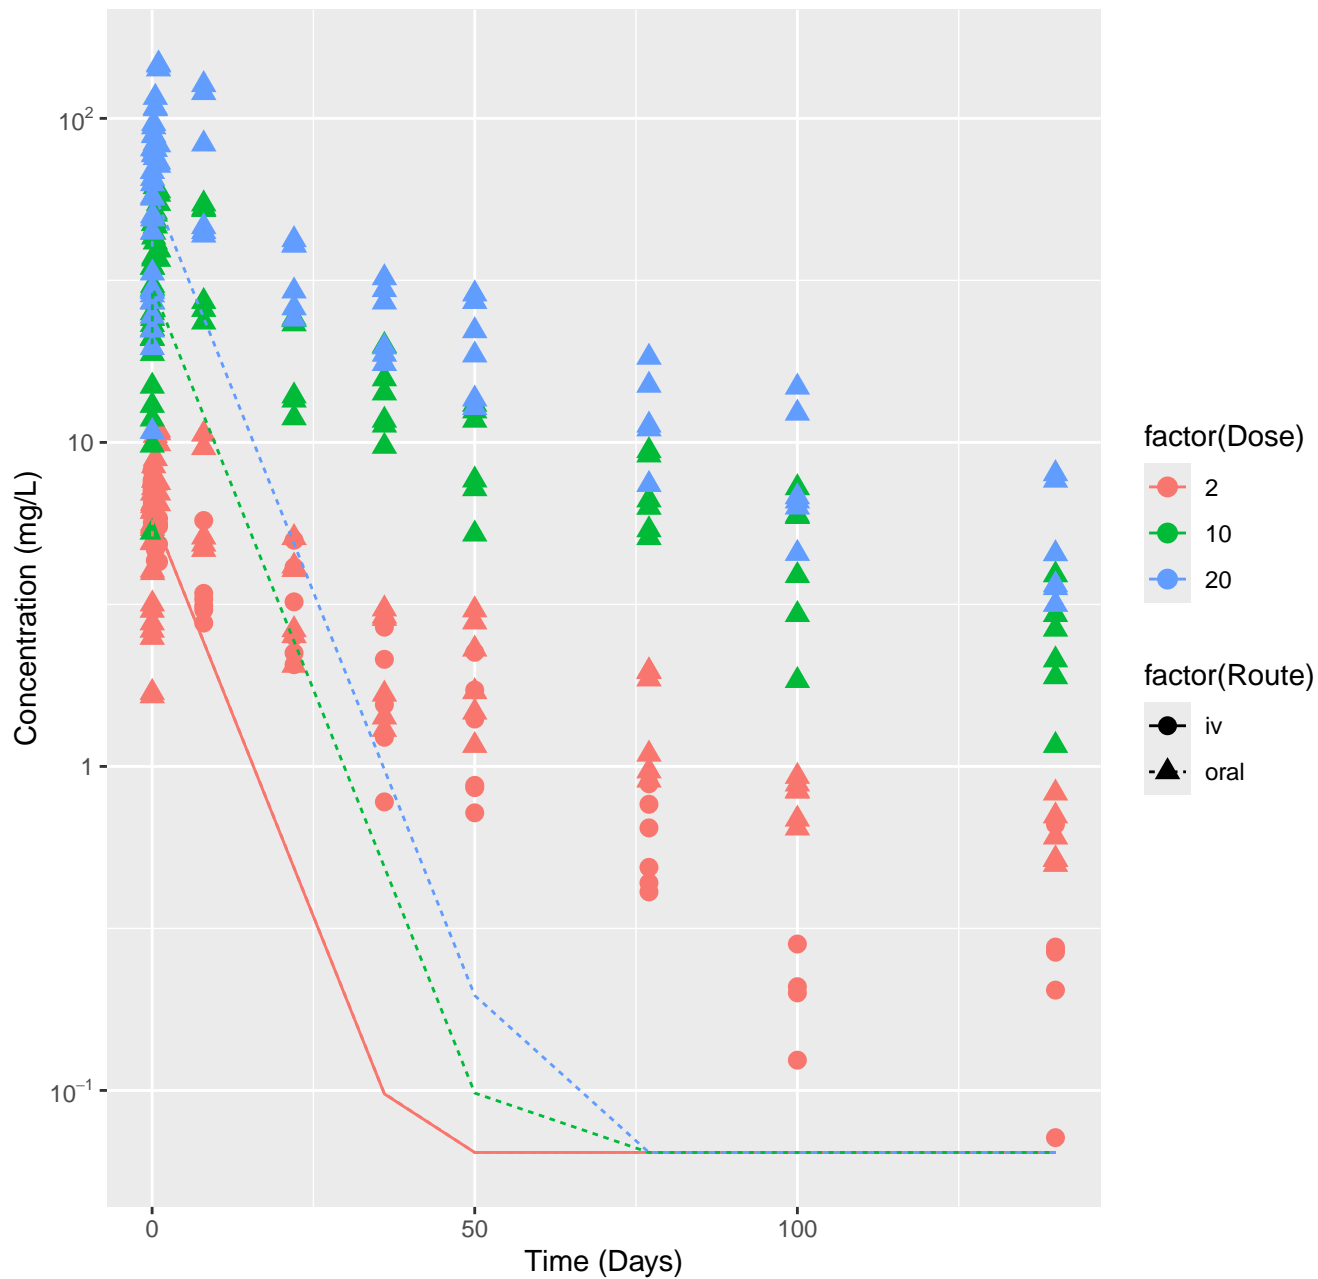 Concentration (mg/L)
10²
10
1
10⁻¹
0
50
100
Time (Days)
factor(Dose)
2
10
20
factor(Route)
iv
oral